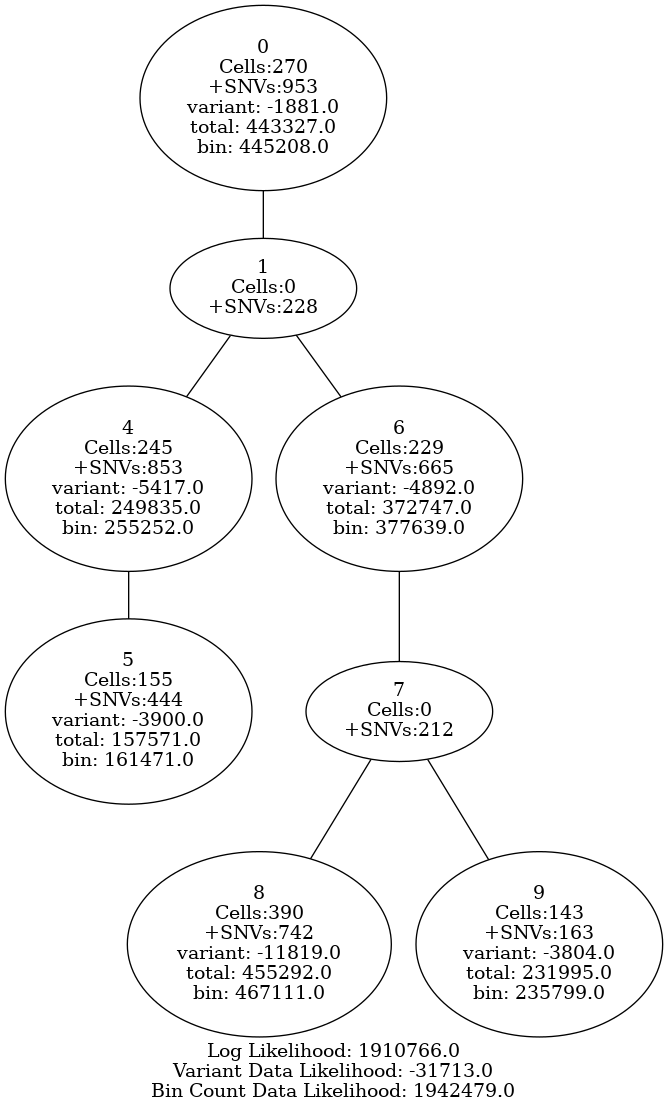 0
Cells:270
+SNVs:953
variant: -1881.0
total: 443327.0
bin: 445208.0
1
Cells:0
+SNVs:228
4
Cells:245
+SNVs:853
variant: -5417.0
total: 249835.0
bin: 255252.0
6
Cells:229
+SNVs:665
variant: -4892.0
total: 372747.0
bin: 377639.0
5
Cells:155
+SNVs:444
variant: -3900.0
total: 157571.0
bin: 161471.0
7
Cells:0
+SNVs:212
8
Cells:390
+SNVs:742
variant: -11819.0
total: 455292.0
bin: 467111.0
9
Cells:143
+SNVs:163
variant: -3804.0
total: 231995.0
bin: 235799.0
Log Likelihood: 1910766.0
Variant Data Likelihood: -31713.0
Bin Count Data Likelihood: 1942479.0